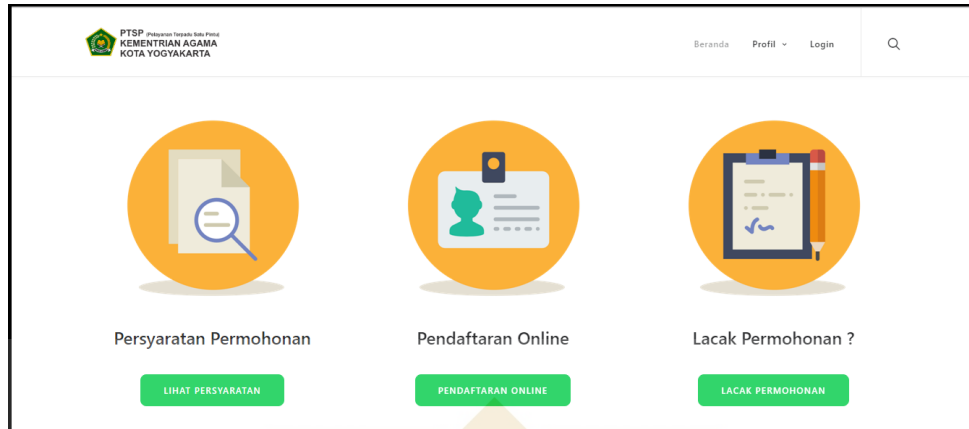 PTSP (Pelayanan Terpadu Satu Pintu)
KEMENTRIAN AGAMA
KOTA YOGYAKARTA
Beranda Profil Login
Persyaratan Permohonan
Pendaftaran Online
Lacak Permohonan ?
LIHAT PERSYARATAN
PENDAFTARAN ONLINE
LACAK PERMOHONAN